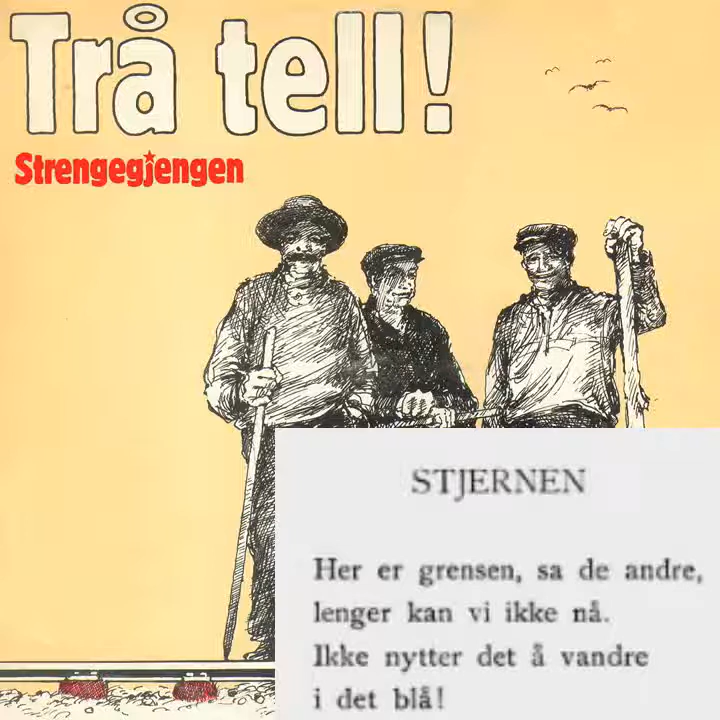 Trå tell!
Strengegjengen
STJERNEN
Her er grensen, sa de andre,
lenger kan vi ikke nå.
Ikke nytter det å vandre
i det blå!